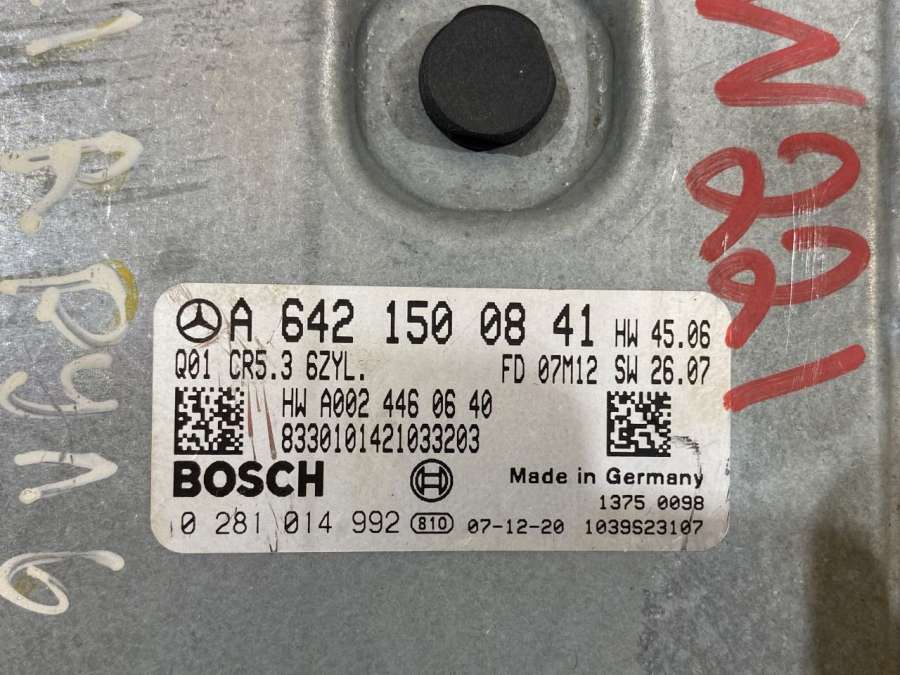 W221
A 642 150 08 41 HW 45.06
Q01 CR5.3 6ZYL. FD 07M12 SW 26.07
HW A002 446 06 40
8330101421033203
BOSCH Made in Germany
1375 0098
0 281 014 992 810 07-12-20 1039S23107